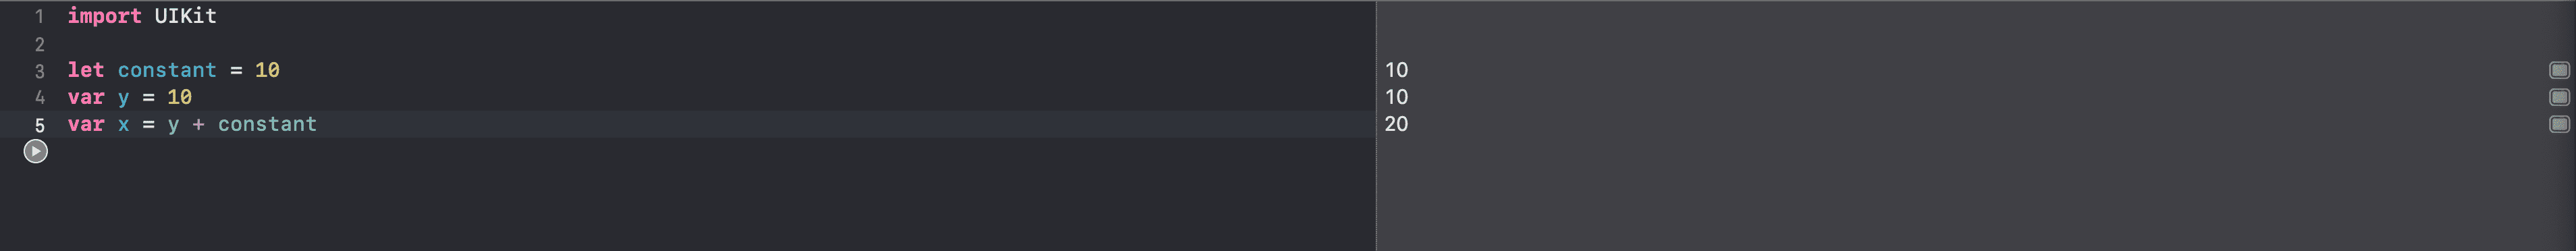 1 import UIKit
2
3 let constant = 10 10
4 var y = 10 10
5 var x = y + constant 20